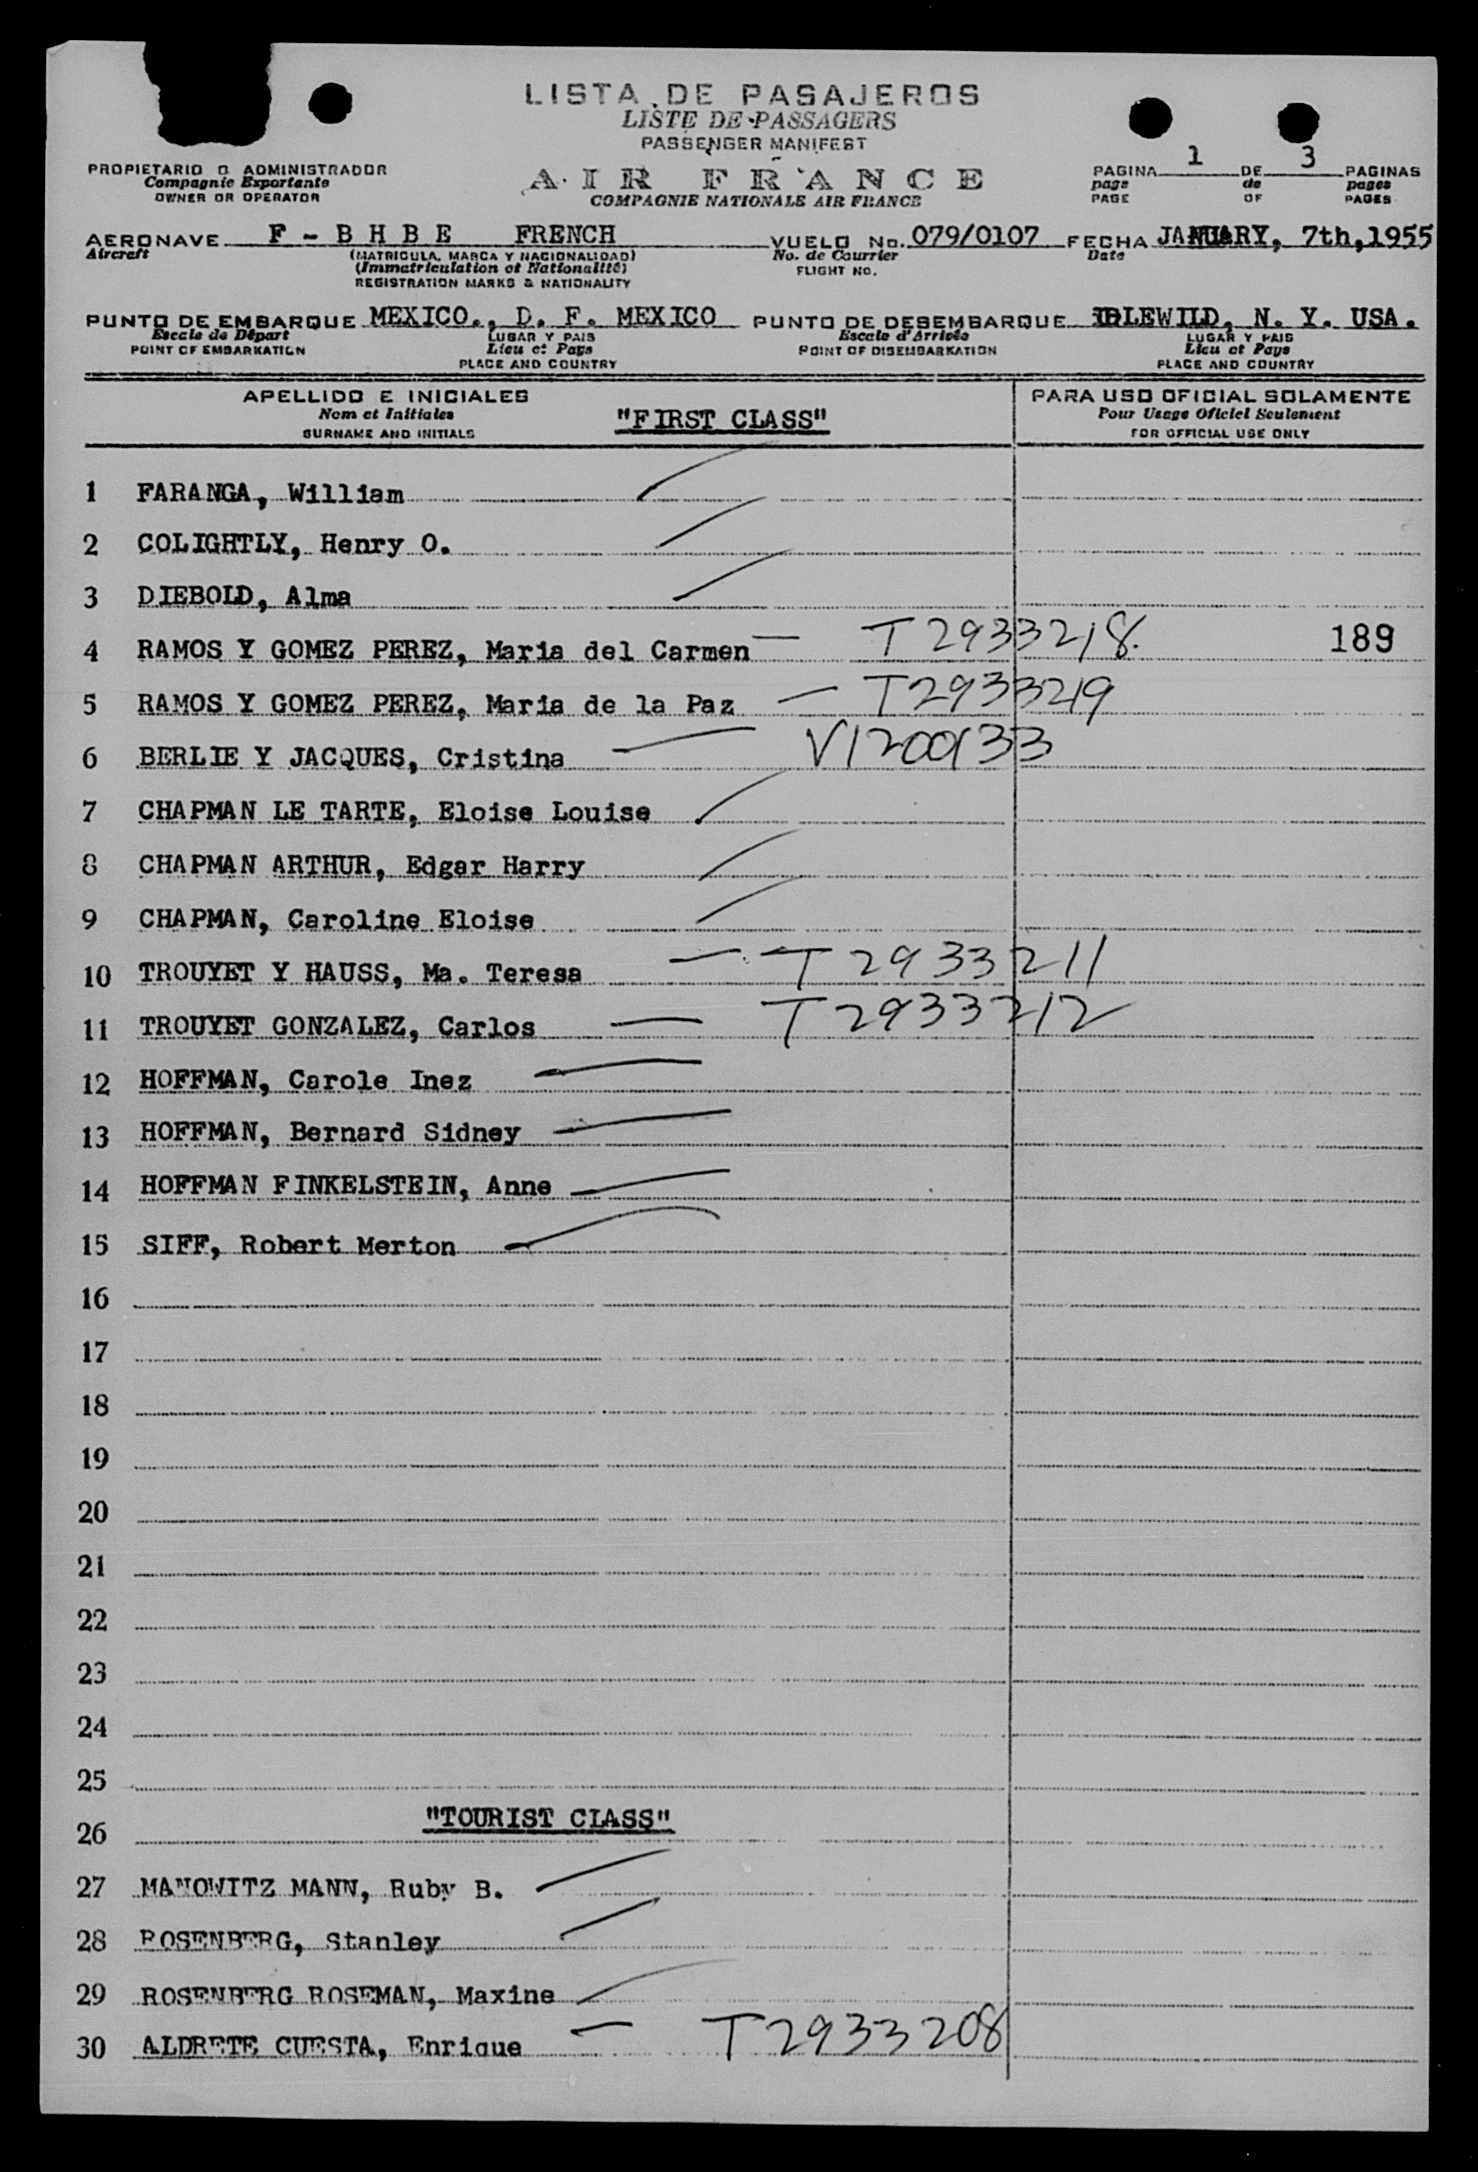 LISTA DE PASAJEROS
LISTE DE PASSAGERS
PASSENGER MANIFEST
PROPIETARIO O ADMINISTRADOR
Compagnie Exportante
OWNER OR OPERATOR
AIR FRANCE
COMPAGNIE NATIONALE AIR FRANCE
PAGINA 1 DE 3 PAGINAS
page de pages
PAGE OF PAGES
AERONAVE F - B H B E FRENCH VUELO No. 079/0107 FECHA JANUARY, 7th, 1955
Aircraft (MATRICULA, MARCA Y NACIONALIDAD) No. de Courrier Date
(Immatriculation et Nationalité) FLIGHT NO.
REGISTRATION MARKS & NATIONALITY
PUNTO DE EMBARQUE MEXICO., D. F. MEXICO PUNTO DE DESEMBARQUE IDLEWILD, N. Y. USA.
Escale de Départ LUGAR Y PAIS Escale d'Arrivée LUGAR Y PAIS
POINT OF EMBARKATION Lieu et Pays POINT OF DISEMBARKATION Lieu et Pays
PLACE AND COUNTRY PLACE AND COUNTRY
APELLIDO E INICIALES PARA USO OFICIAL SOLAMENTE
Nom et Initiales "FIRST CLASS" Pour Usage Oficiel Seulement
SURNAME AND INITIALS FOR OFFICIAL USE ONLY
1 FARANGA, William
2 COLIGHTLY, Henry O.
3 DIEBOLD, Alma
4 RAMOS Y GOMEZ PEREZ, Maria del Carmen — T2933218. 189
5 RAMOS Y GOMEZ PEREZ, Maria de la Paz — T2933219
6 BERLIE Y JACQUES, Cristina — V1200133
7 CHAPMAN LE TARTE, Eloise Louise
8 CHAPMAN ARTHUR, Edgar Harry
9 CHAPMAN, Caroline Eloise
10 TROUYET Y HAUSS, Ma. Teresa — T2933211
11 TROUYET GONZALEZ, Carlos — T2933212
12 HOFFMAN, Carole Inez
13 HOFFMAN, Bernard Sidney
14 HOFFMAN FINKELSTEIN, Anne
15 SIFF, Robert Merton
16
17
18
19
20
21
22
23
24
25
26 "TOURIST CLASS"
27 MANOWITZ MANN, Ruby B.
28 ROSENBERG, Stanley
29 ROSENBERG ROSEMAN, Maxine
30 ALDRETE CUESTA, Enrique — T2933208